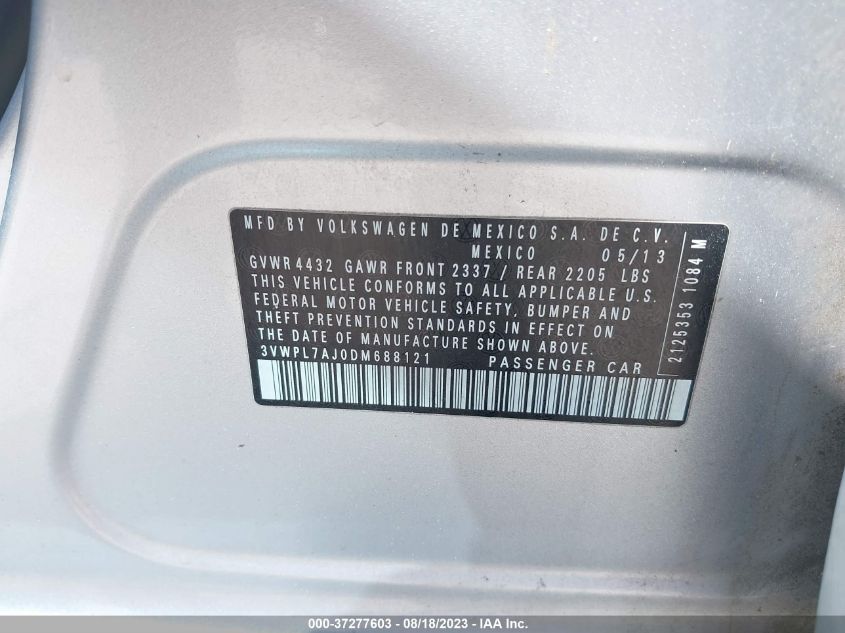 MFD BY VOLKSWAGEN DE MEXICO S.A. DE C.V.
MEXICO 05/13
GVWR 4432 GAWR FRONT 2337 / REAR 2205 LBS
THIS VEHICLE CONFORMS TO ALL APPLICABLE U.S.
FEDERAL MOTOR VEHICLE SAFETY, BUMPER AND
THEFT PREVENTION STANDARDS IN EFFECT ON
THE DATE OF MANUFACTURE SHOWN ABOVE.
3VWPL7AJ0DM688121 PASSENGER CAR
2125353 1084 M
000-37277603 - 08/18/2023 - IAA Inc.